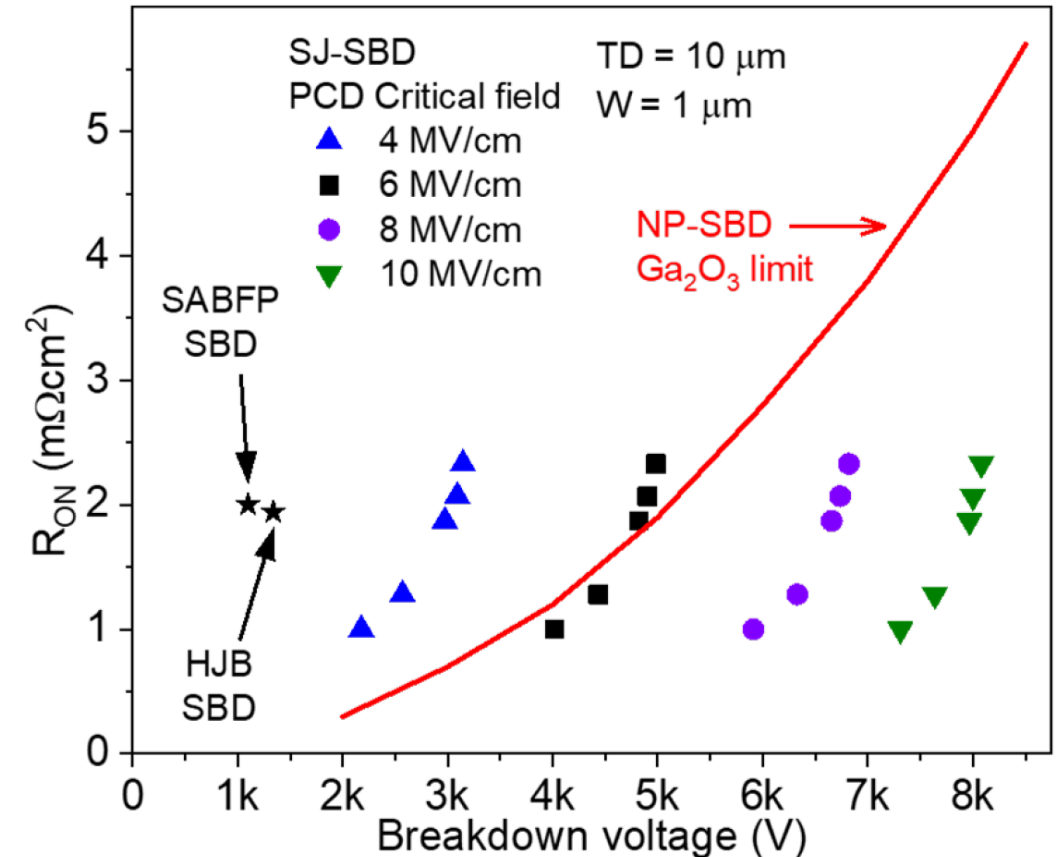 SJ-SBD
PCD Critical field
4 MV/cm
6 MV/cm
8 MV/cm
10 MV/cm
TD = 10 μm
W = 1 μm
NP-SBD
Ga₂O₃ limit
SABFP
SBD
HJB
SBD
R_ON (mΩcm²)
5
4
3
2
1
0
0 1k 2k 3k 4k 5k 6k 7k 8k
Breakdown voltage (V)